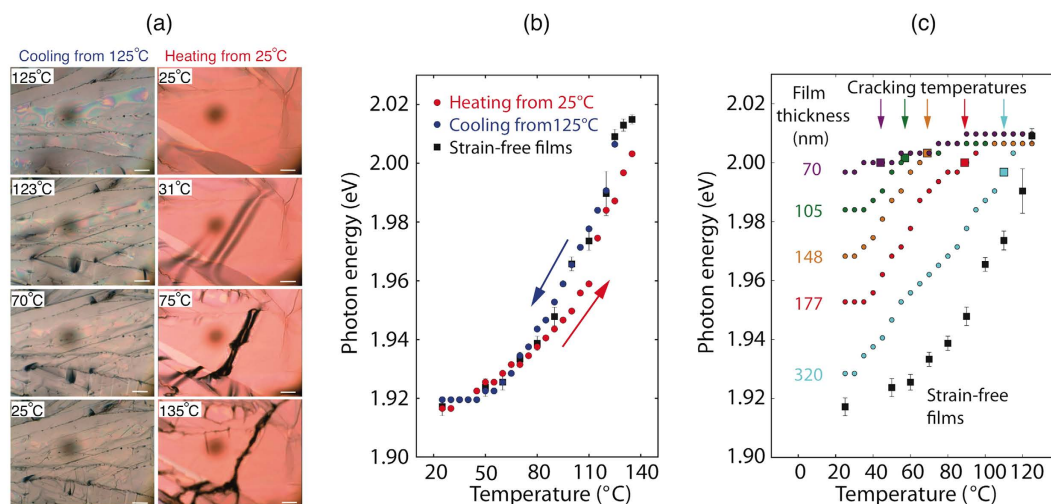 (a)
Cooling from 125°C
Heating from 25°C
125°C
25°C
123°C
31°C
70°C
75°C
25°C
135°C
(b)
Photon energy (eV)
2.02
2.00
1.98
1.96
1.94
1.92
1.90
Heating from 25°C
Cooling from125°C
Strain-free films
20
50
80
110
140
Temperature (°C)
(c)
Photon energy (eV)
2.02
2.00
1.98
1.96
1.94
1.92
1.90
Film
thickness
(nm)
Cracking temperatures
70
105
148
177
320
Strain-free
films
0
20
40
60
80
100
120
Temperature (°C)